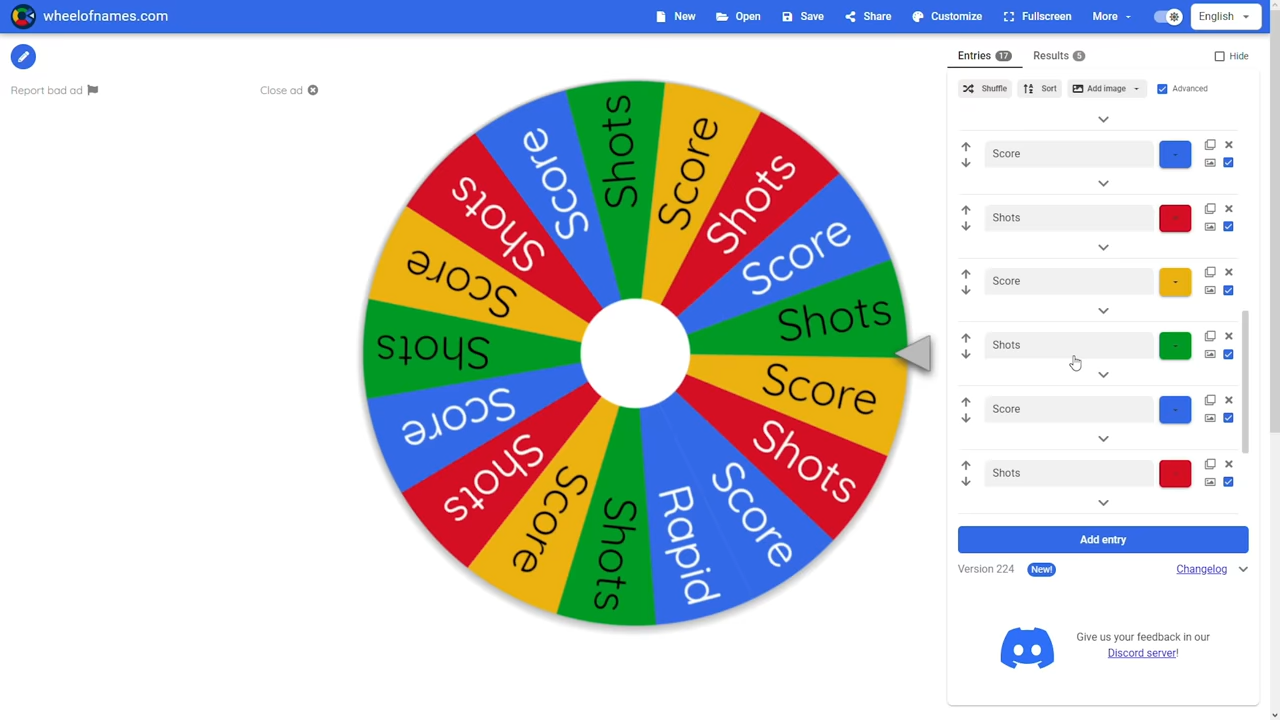 wheelofnames.com
New
Open
Save
Share
Customize
Fullscreen
More
English
Report bad ad
Close ad
Entries 17
Results 5
Hide
Shuffle
Sort
Add image
Advanced
Score
Shots
Score
Shots
Score
Shots
Add entry
Version 224
New!
Changelog
Give us your feedback in our
Discord server!
Shots
Score
Shots
Score
Shots
Score
Shots
Score
Rapid
Shots
Score
Shots
Score
Shots
Score
Shots
Score